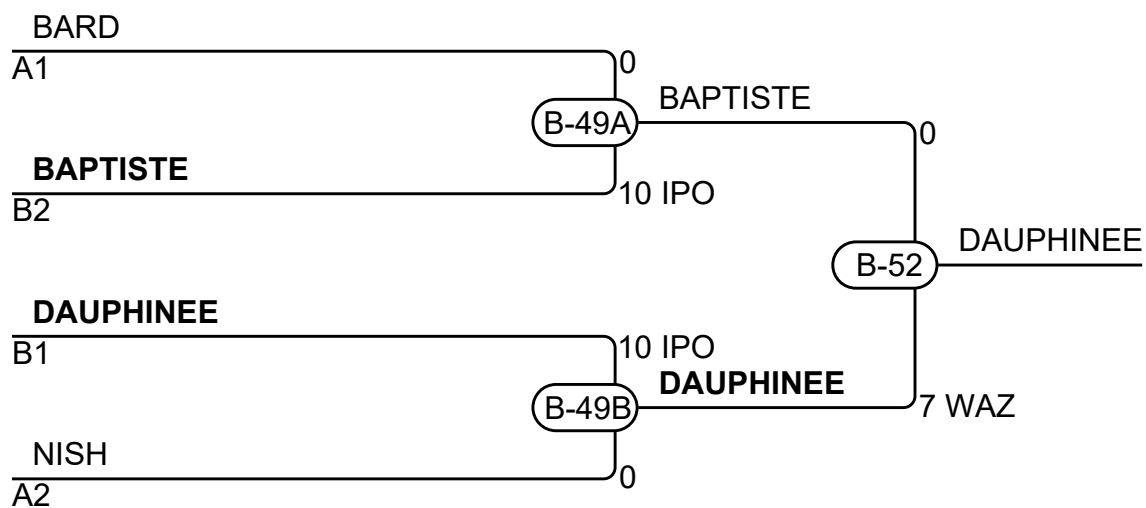 BARD
A1
0
B-49A
BAPTISTE
0
BAPTISTE
B2
10 IPO
B-52
DAUPHINEE
DAUPHINEE
B1
10 IPO
B-49B
DAUPHINEE
7 WAZ
NISH
A2
0